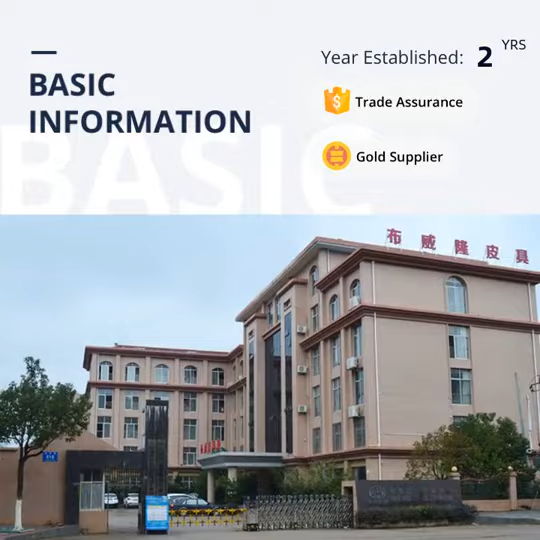 BASIC
INFORMATION
Year Established: 2 YRS
Trade Assurance
Gold Supplier
BASIC
布威隆皮具